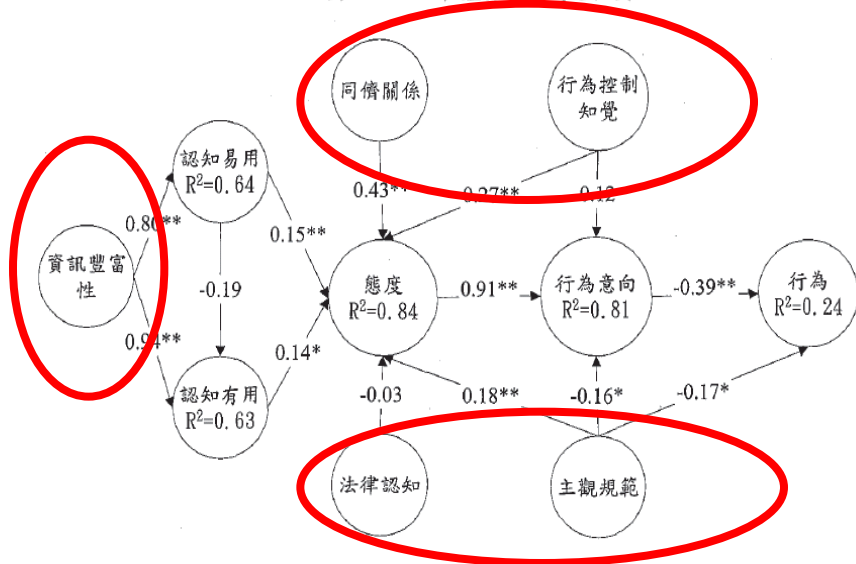 同儕關係
行為控制
知覺
認知易用
R²=0.64
0.43**
0.27**
0.12
0.86**
0.15**
資訊豐富
性
-0.19
態度
R²=0.84
0.91**
行為意向
R²=0.81
-0.39**
行為
R²=0.24
0.94**
0.14*
認知有用
R²=0.63
-0.03
0.18**
-0.16*
-0.17*
法律認知
主觀規範